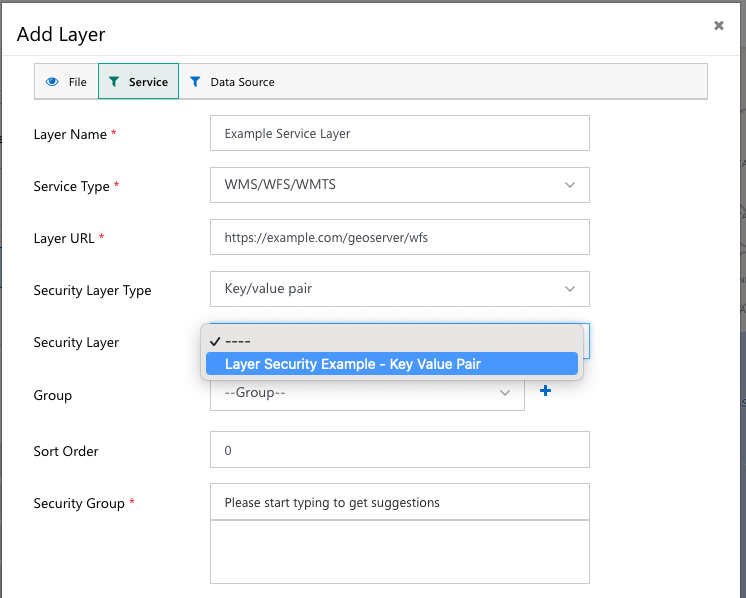 Add Layer
File Service Data Source
Layer Name * Example Service Layer
Service Type * WMS/WFS/WMTS
Layer URL * https://example.com/geoserver/wfs
Security Layer Type Key/value pair
Security Layer ✓ ----
Layer Security Example - Key Value Pair
Group --Group--
Sort Order 0
Security Group * Please start typing to get suggestions